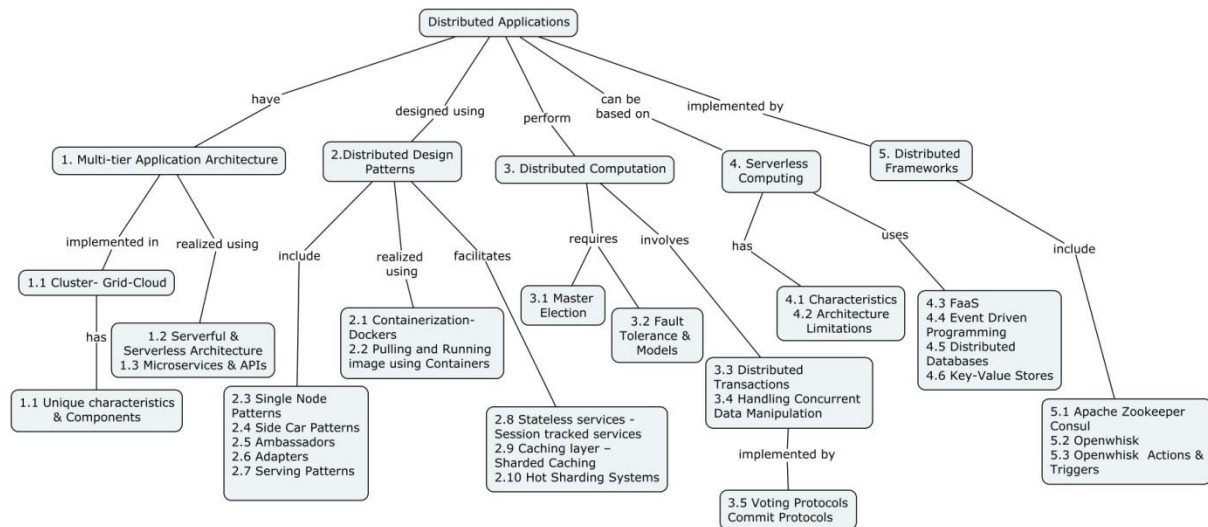 Distributed Applications
have
designed using
perform
can be
based on
implemented by
1. Multi-tier Application Architecture
2.Distributed Design
Patterns
3. Distributed Computation
4. Serverless
Computing
5. Distributed
Frameworks
implemented in
realized using
include
realized
using
facilitates
requires
involves
has
uses
include
1.1 Cluster- Grid-Cloud
has
1.2 Serverful &
Serverless Architecture
1.3 Microservices & APIs
1.1 Unique characteristics
& Components
2.1 Containerization-
Dockers
2.2 Pulling and Running
image using Containers
2.3 Single Node
Patterns
2.4 Side Car Patterns
2.5 Ambassadors
2.6 Adapters
2.7 Serving Patterns
2.8 Stateless services -
Session tracked services
2.9 Caching layer –
Sharded Caching
2.10 Hot Sharding Systems
3.1 Master
Election
3.2 Fault
Tolerance &
Models
3.3 Distributed
Transactions
3.4 Handling Concurrent
Data Manipulation
implemented by
3.5 Voting Protocols
Commit Protocols
4.1 Characteristics
4.2 Architecture
Limitations
4.3 FaaS
4.4 Event Driven
Programming
4.5 Distributed
Databases
4.6 Key-Value Stores
5.1 Apache Zookeeper
Consul
5.2 Openwhisk
5.3 Openwhisk Actions &
Triggers